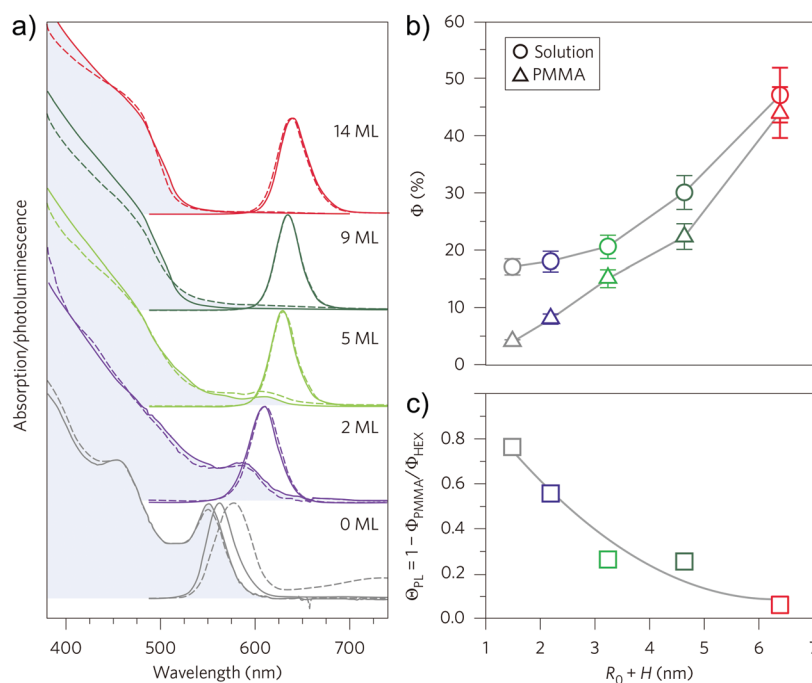 a)
14 ML
9 ML
5 ML
2 ML
0 ML
Absorption/photoluminescence
400 500 600 700
Wavelength (nm)
b)
Solution
PMMA
60
50
40
30
20
10
0
Φ (%)
c)
0.8
0.6
0.4
0.2
0.0
ΘPL = 1 − ΦPMMA/ΦHEX
1 2 3 4 5 6 7
R0 + H (nm)